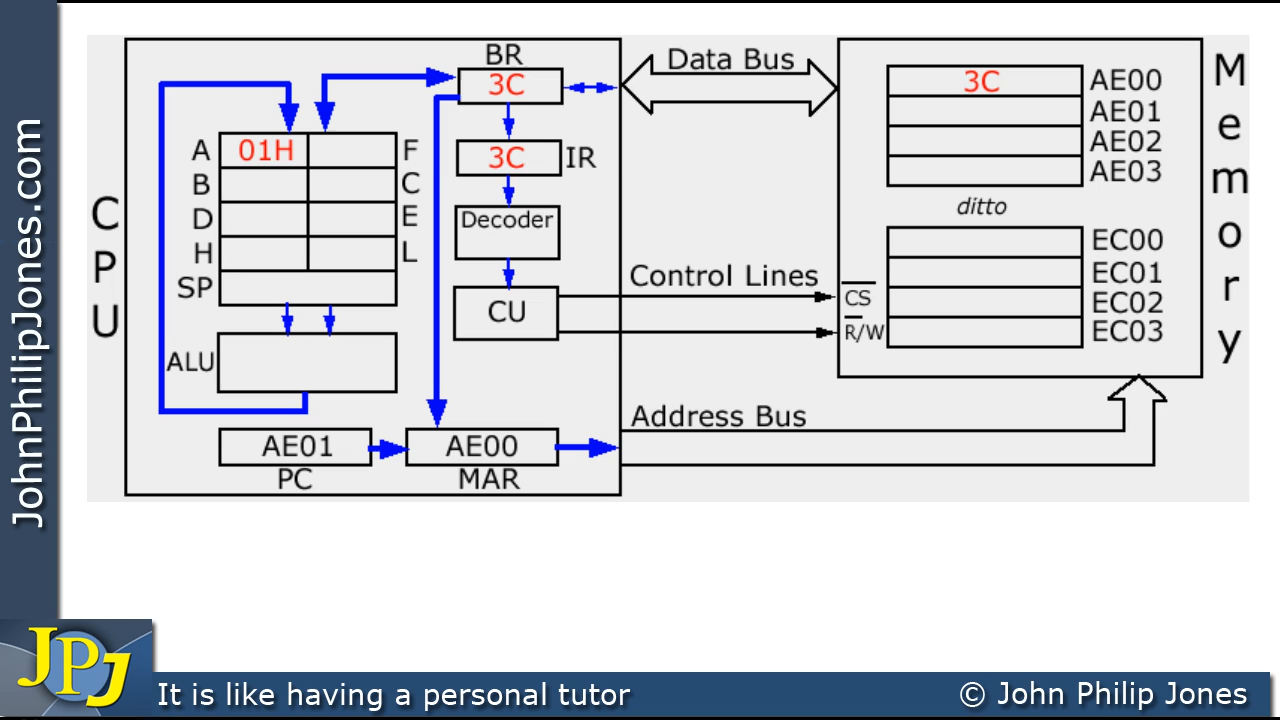 JohnPhilipJones.com
CPU
BR
3C
3C
IR
Decoder
CU
A
01H
F
B
C
D
E
H
L
SP
ALU
AE01
PC
AE00
MAR
Data Bus
Control Lines
Address Bus
CS
R/W
3C
AE00
AE01
AE02
AE03
ditto
EC00
EC01
EC02
EC03
Memory
JPJ
It is like having a personal tutor
© John Philip Jones